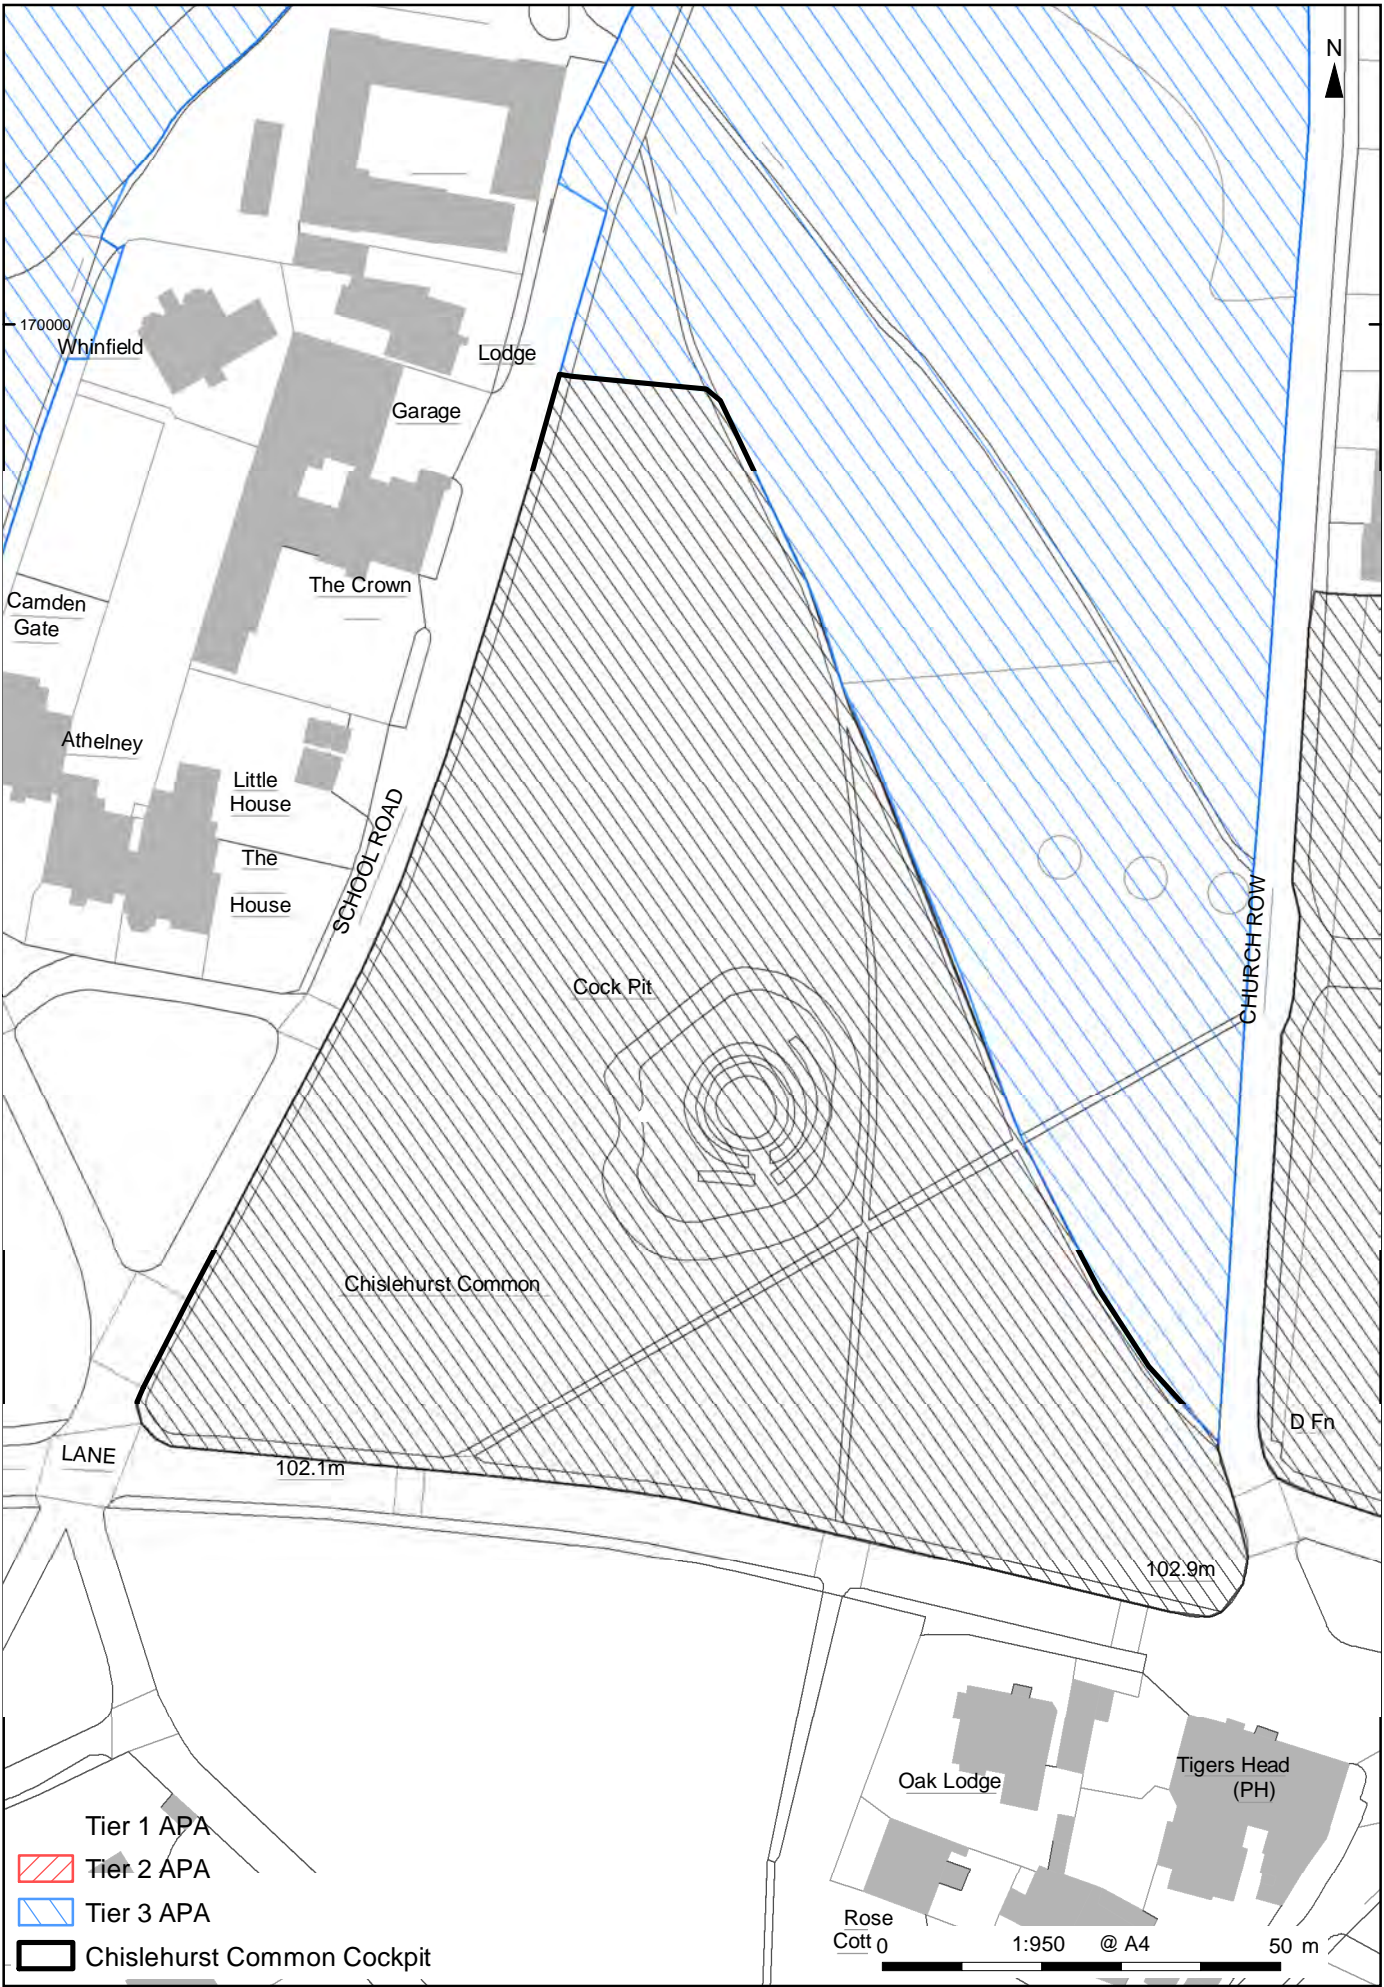 N
170000
Whinfield
Lodge
Garage
The Crown
Camden
Gate
Athelney
Little
House
The
House
SCHOOL ROAD
CHURCH ROW
Cock Pit
Chislehurst Common
D Fn
LANE
102.1m
102.9m
Tigers Head
(PH)
Oak Lodge
Rose
Cott
Tier 1 APA
Tier 2 APA
Tier 3 APA
Chislehurst Common Cockpit
0 1:950 @ A4 50 m